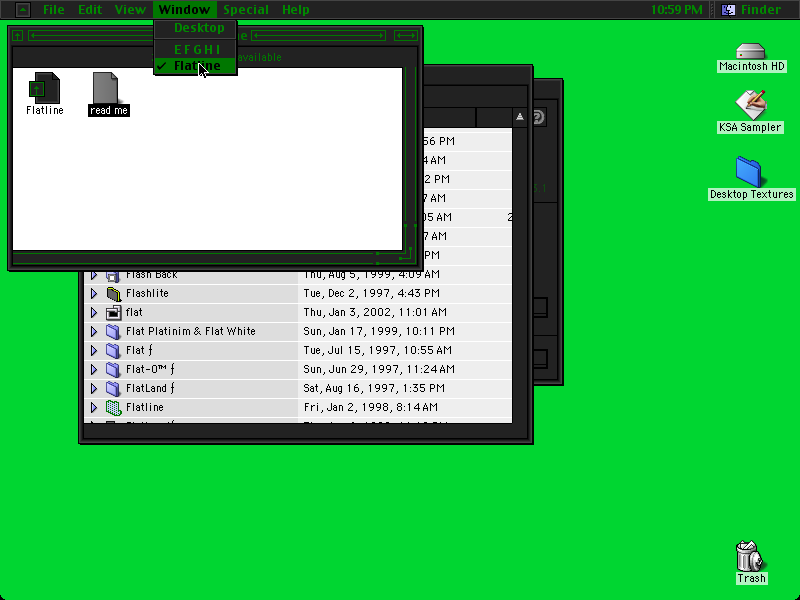 File Edit View Window Special Help 10:59 PM Finder
Desktop
E F G H I
Flatline
available
Flatline
read me
Macintosh HD
KSA Sampler
Desktop Textures
:56 PM
4 AM
2 PM
7 AM
05 AM 2
7 AM
PM
3.1
Flash Back Thu, Aug 5, 1999, 4:09 AM
Flashlite Tue, Dec 2, 1997, 4:43 PM
flat Thu, Jan 3, 2002, 11:01 AM
Flat Platinim & Flat White Sun, Jan 17, 1999, 10:11 PM
Flat ƒ Tue, Jul 15, 1997, 10:55 AM
Flat-O™ ƒ Sun, Jun 29, 1997, 11:24 AM
FlatLand ƒ Sat, Aug 16, 1997, 1:35 PM
Flatline Fri, Jan 2, 1998, 8:14 AM
Trash